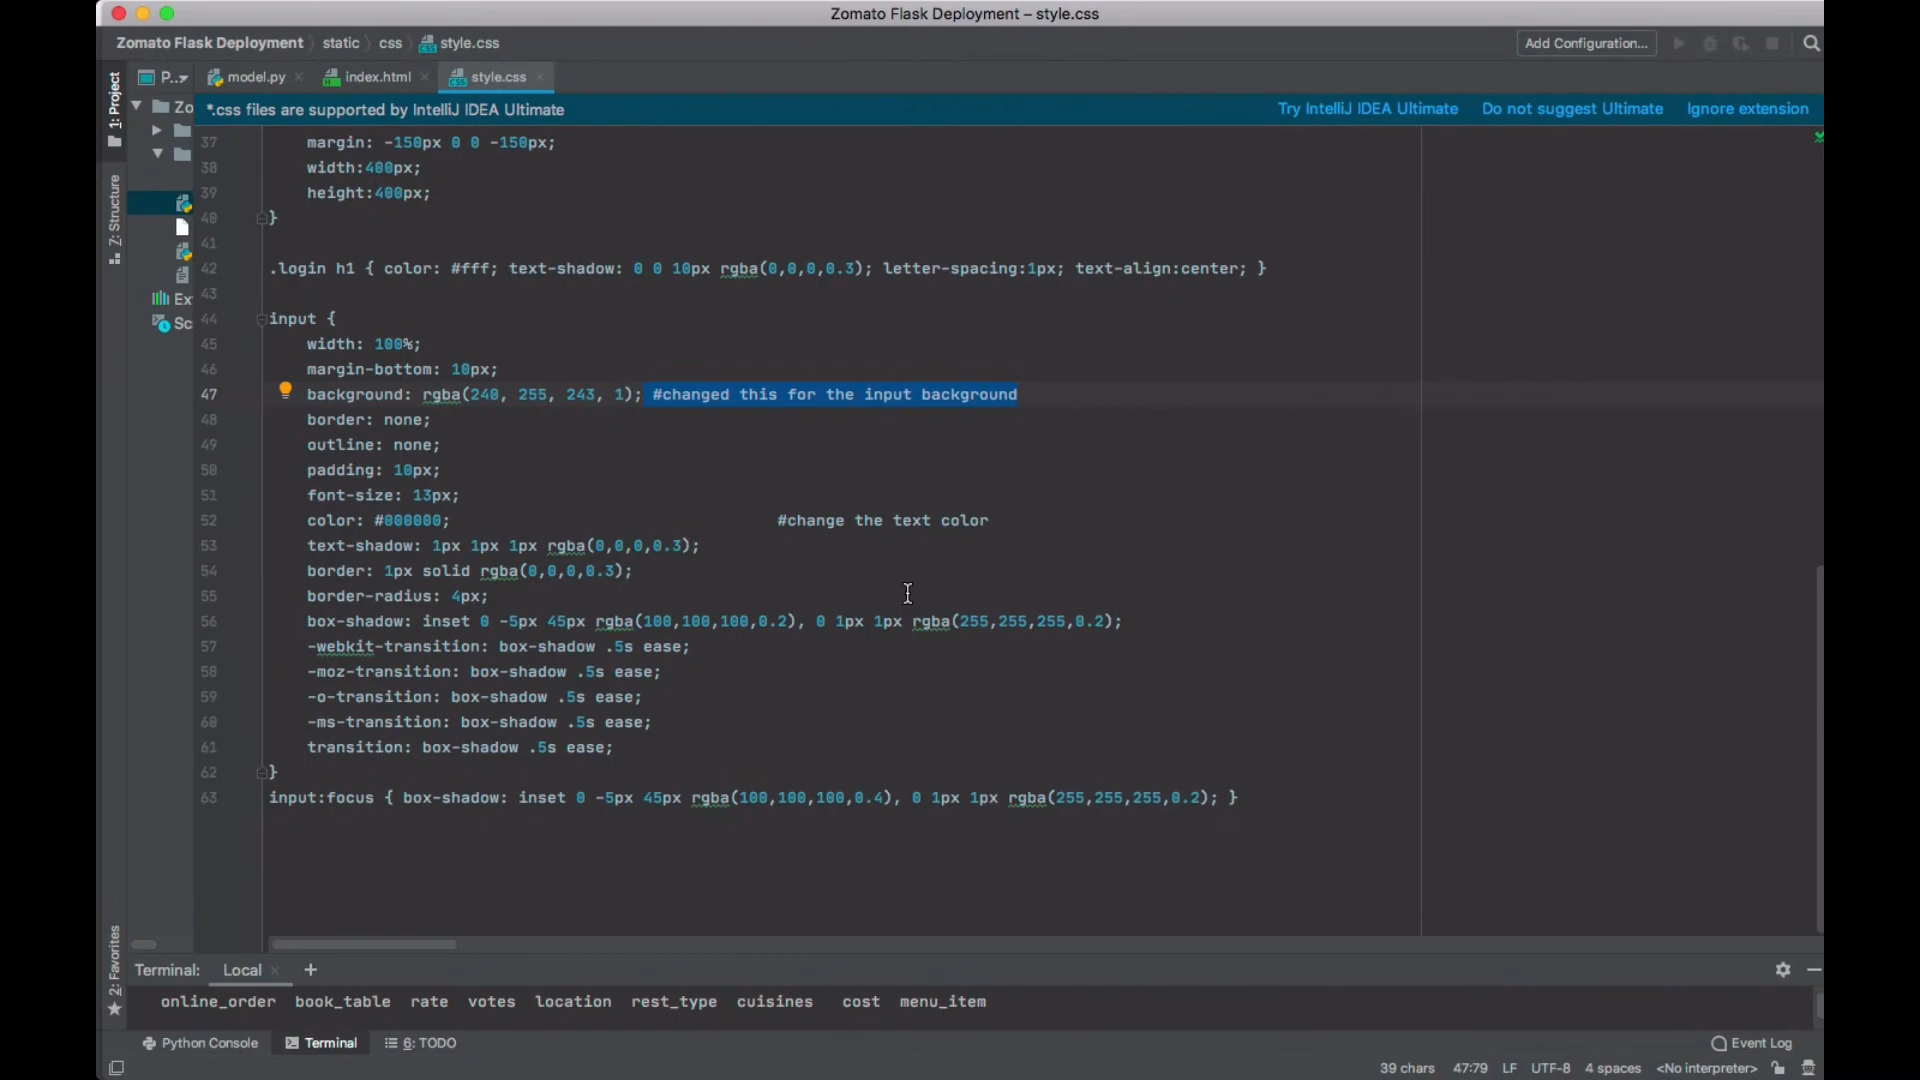 Zomato Flask Deployment – style.css
Zomato Flask Deployment static css style.css Add Configuration...
1: Project P.. model.py index.html style.css
*.css files are supported by IntelliJ IDEA Ultimate Try IntelliJ IDEA Ultimate Do not suggest Ultimate Ignore extension
Zo
37 margin: -150px 0 0 -150px;
38 width:400px;
39 height:400px;
Z: Structure
40 }
41
42 .login h1 { color: #fff; text-shadow: 0 0 10px rgba(0,0,0,0.3); letter-spacing:1px; text-align:center; }
Ex 43
Sc 44 input {
45 width: 100%;
46 margin-bottom: 10px;
47 background: rgba(240, 255, 243, 1); #changed this for the input background
48 border: none;
49 outline: none;
50 padding: 10px;
51 font-size: 13px;
52 color: #000000; #change the text color
53 text-shadow: 1px 1px 1px rgba(0,0,0,0.3);
54 border: 1px solid rgba(0,0,0,0.3);
55 border-radius: 4px;
56 box-shadow: inset 0 -5px 45px rgba(100,100,100,0.2), 0 1px 1px rgba(255,255,255,0.2);
57 -webkit-transition: box-shadow .5s ease;
58 -moz-transition: box-shadow .5s ease;
59 -o-transition: box-shadow .5s ease;
60 -ms-transition: box-shadow .5s ease;
61 transition: box-shadow .5s ease;
62 }
63 input:focus { box-shadow: inset 0 -5px 45px rgba(100,100,100,0.4), 0 1px 1px rgba(255,255,255,0.2); }
2: Favorites
Terminal: Local +
online_order book_table rate votes location rest_type cuisines cost menu_item
Python Console Terminal 6: TODO Event Log
39 chars 47:79 LF UTF-8 4 spaces <No interpreter>